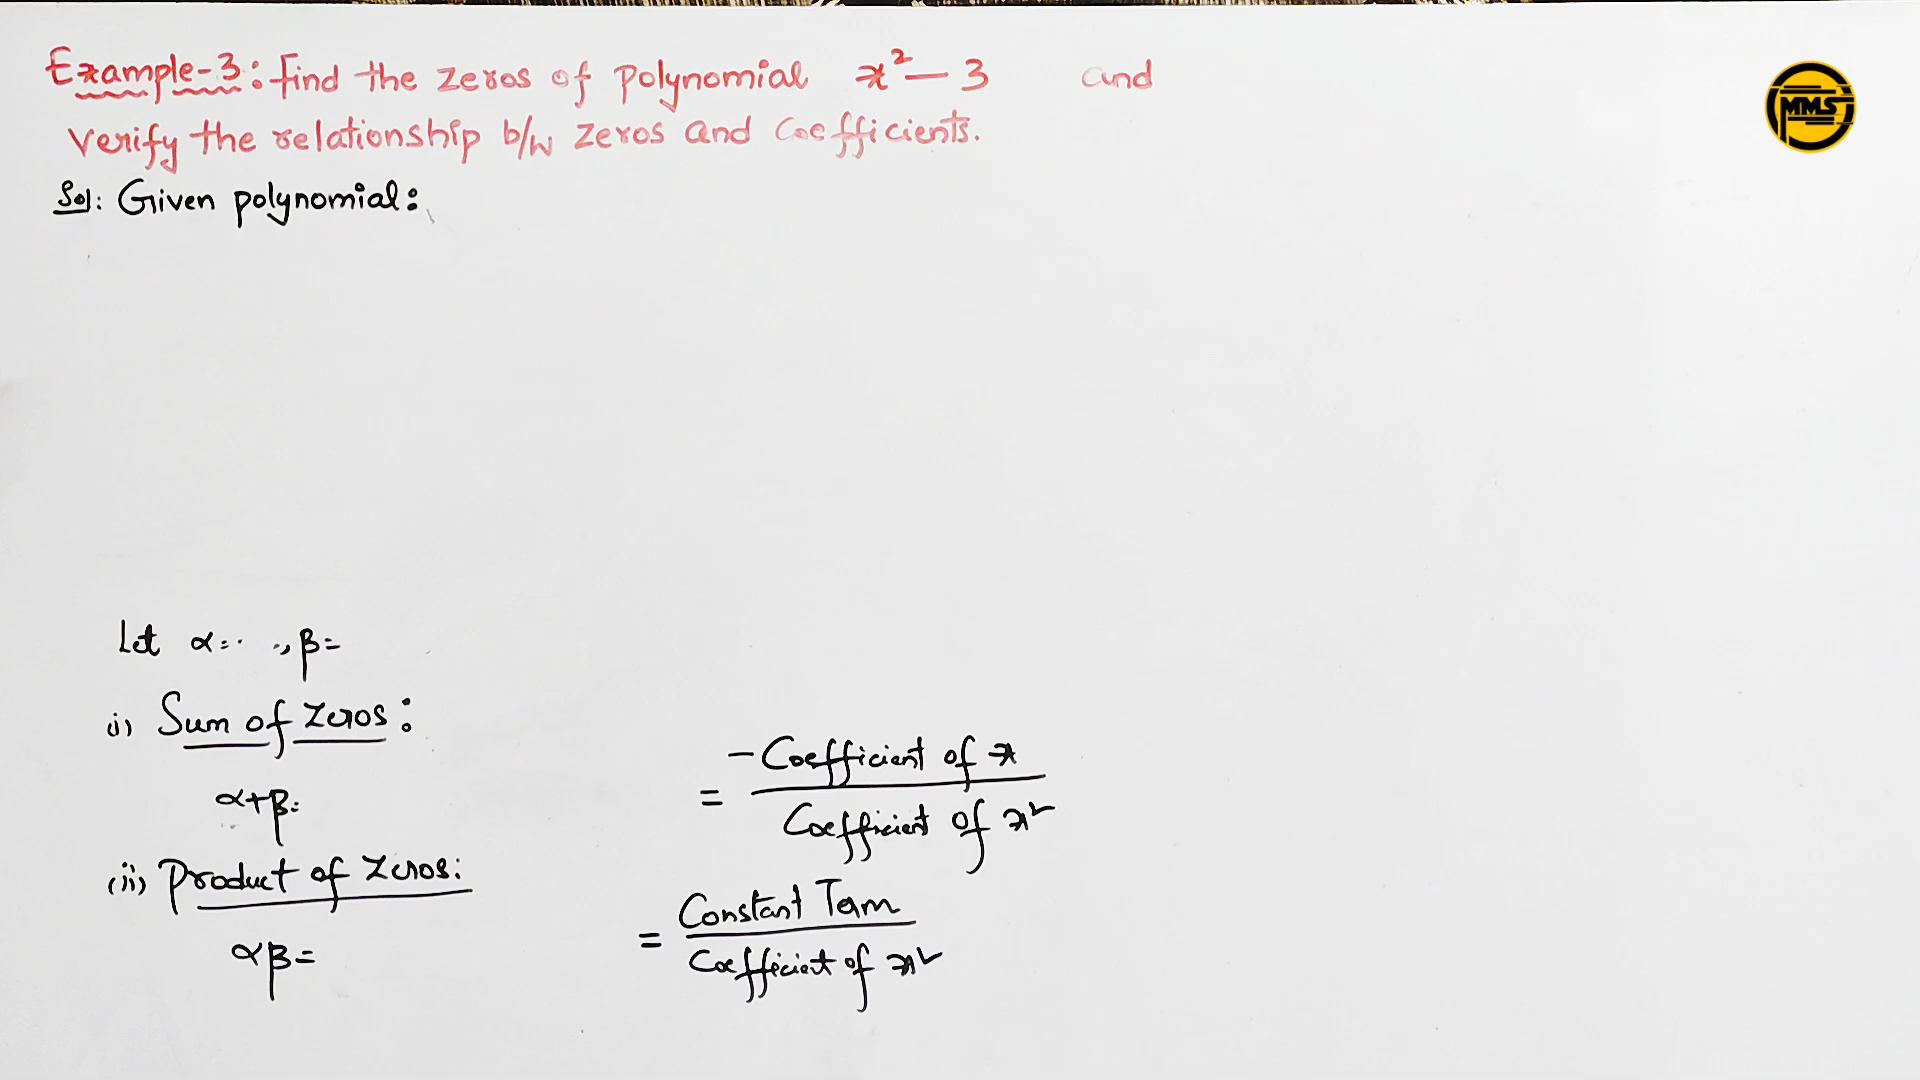 Example-3: Find the zeros of polynomial x² - 3 and
Verify the relationship b/w zeros and Coefficients.
Sol: Given polynomial:
MMS
Let α=.. .., β=
(i) Sum of Zeros:
α+β= = -Coefficient of x / Coefficient of x²
(ii) Product of Zeros:
αβ= = Constant Term / Coefficient of x²